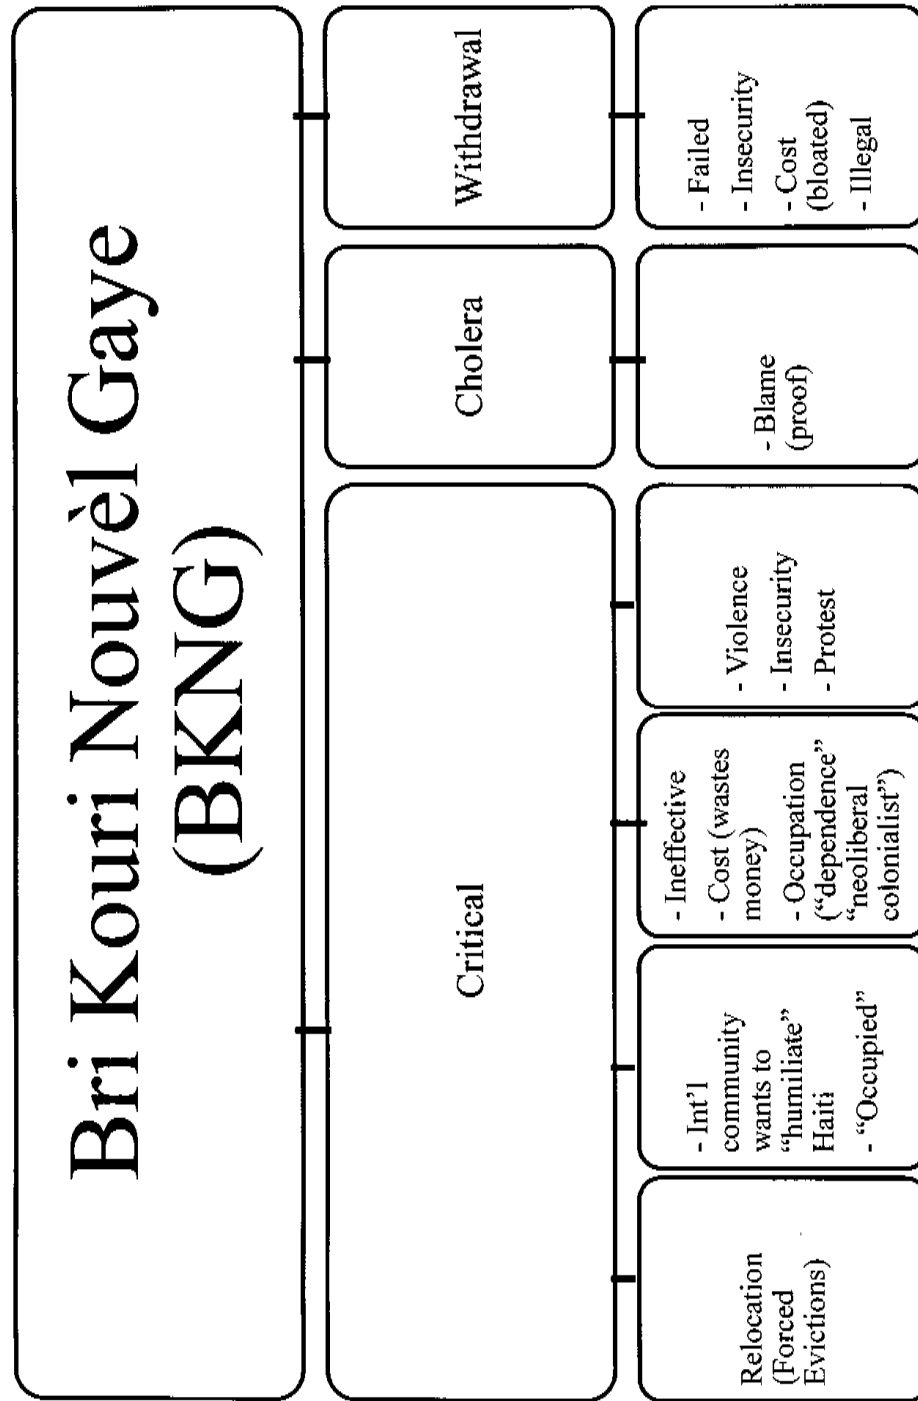 Bri Kouri Nouvèl Gaye
(BKNG)
Critical
Cholera
Withdrawal
Relocation
(Forced
Evictions)
- Int'l
community
wants to
“humiliate”
Haiti
- “Occupied”
- Ineffective
- Cost (wastes
money)
- Occupation
(“dependence”
“neoliberal
colonialist”)
- Violence
- Insecurity
- Protest
- Blame
(proof)
- Failed
- Insecurity
- Cost
(bloated)
- Illegal